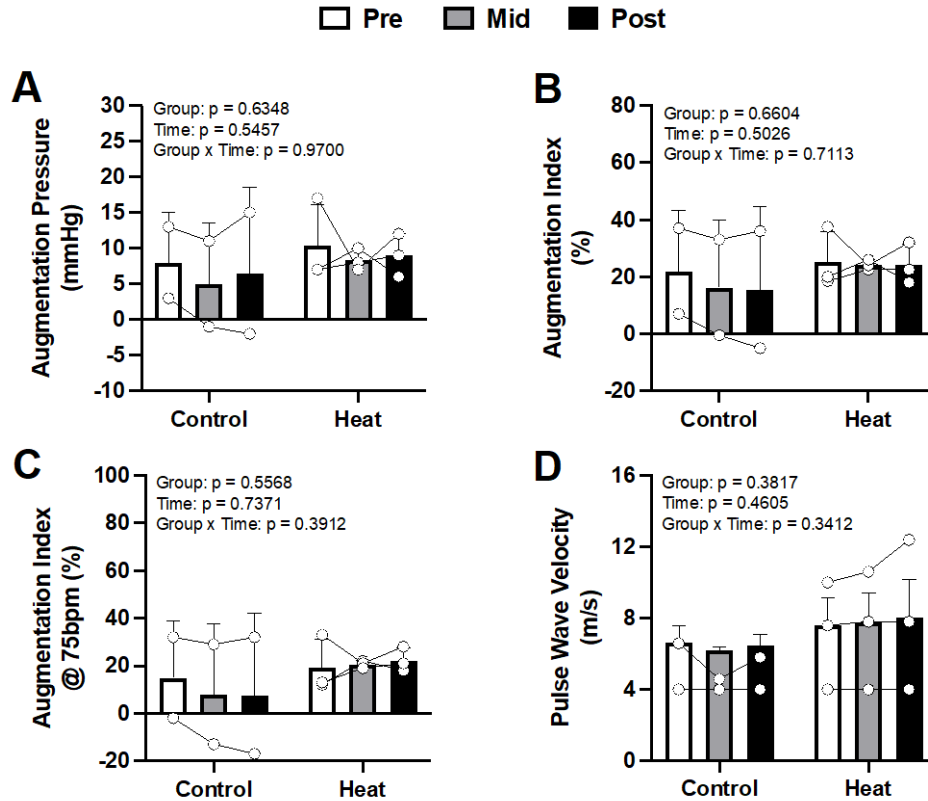 Pre Mid Post
A
Augmentation Pressure
(mmHg)
30
25
20
15
10
5
0
-5
-10
Group: p = 0.6348
Time: p = 0.5457
Group x Time: p = 0.9700
Control Heat
B
Augmentation Index
(%)
80
60
40
20
0
-20
Group: p = 0.6604
Time: p = 0.5026
Group x Time: p = 0.7113
Control Heat
C
Augmentation Index
@ 75bpm (%)
100
80
60
40
20
0
-20
Group: p = 0.5568
Time: p = 0.7371
Group x Time: p = 0.3912
Control Heat
D
Pulse Wave Velocity
(m/s)
16
12
8
4
0
Group: p = 0.3817
Time: p = 0.4605
Group x Time: p = 0.3412
Control Heat